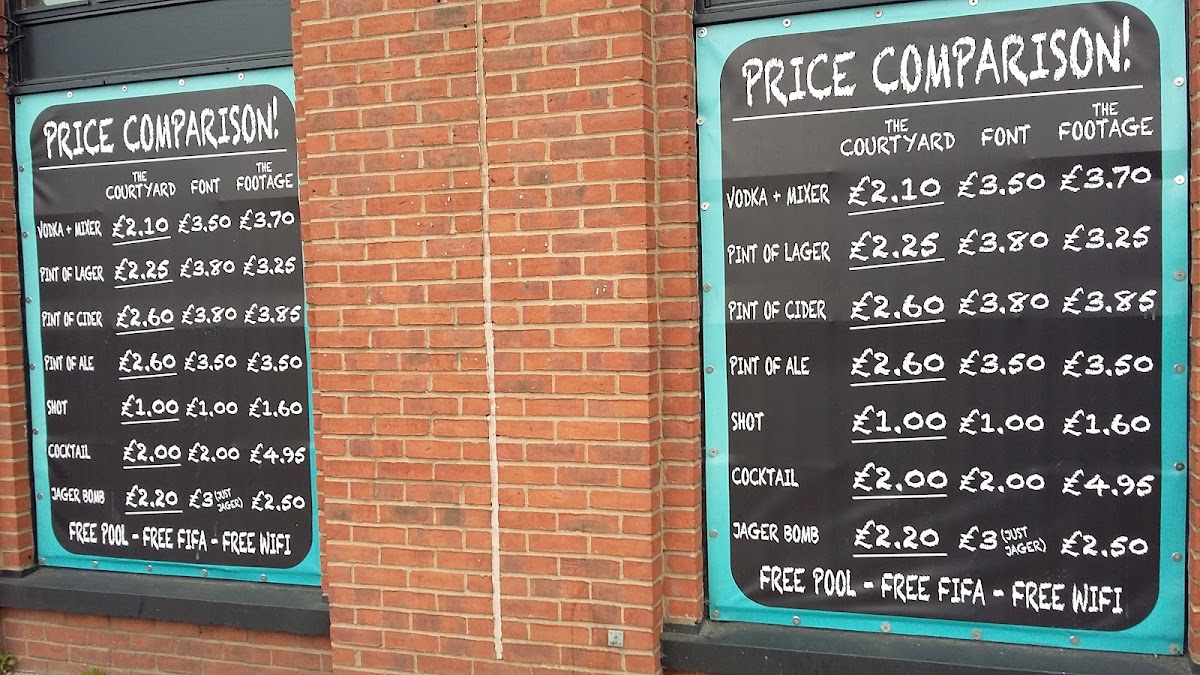 PRICE COMPARISON!
THE COURTYARD FONT THE FOOTAGE
VODKA + MIXER £2.10 £3.50 £3.70
PINT OF LAGER £2.25 £3.80 £3.25
PINT OF CIDER £2.60 £3.80 £3.85
PINT OF ALE £2.60 £3.50 £3.50
SHOT £1.00 £1.00 £1.60
COCKTAIL £2.00 £2.00 £4.95
JAGER BOMB £2.20 £3 (JUST JAGER) £2.50
FREE POOL - FREE FIFA - FREE WIFI
PRICE COMPARISON!
THE COURTYARD FONT THE FOOTAGE
VODKA + MIXER £2.10 £3.50 £3.70
PINT OF LAGER £2.25 £3.80 £3.25
PINT OF CIDER £2.60 £3.80 £3.85
PINT OF ALE £2.60 £3.50 £3.50
SHOT £1.00 £1.00 £1.60
COCKTAIL £2.00 £2.00 £4.95
JAGER BOMB £2.20 £3 (JUST JAGER) £2.50
FREE POOL - FREE FIFA - FREE WIFI